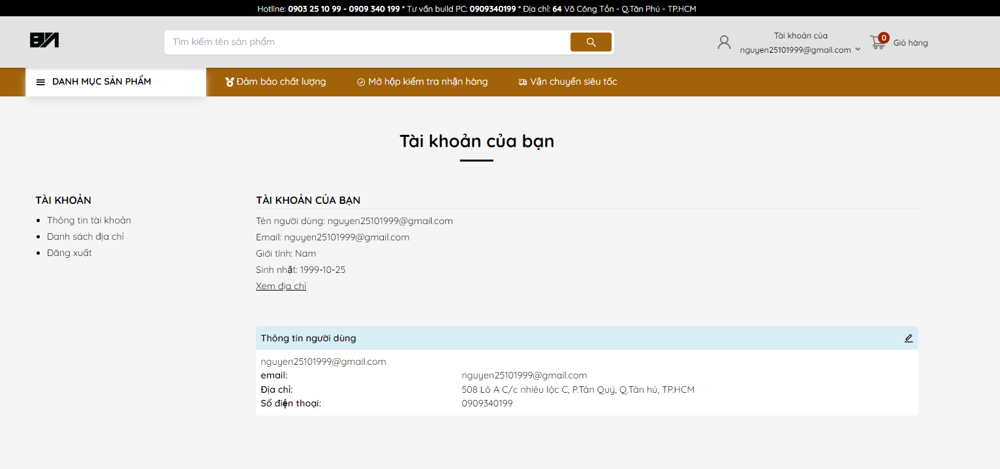 Hotline: 0903 25 10 99 - 0909 340 199 * Tư vấn build PC: 0909340199 * Địa chỉ: 64 Võ Công Tồn - Q.Tân Phú - TP.HCM
Tìm kiếm tên sản phẩm
Tài khoản của
nguyen25101999@gmail.com
0
Giỏ hàng
DANH MỤC SẢN PHẨM
Đảm bảo chất lượng
Mở hộp kiểm tra nhận hàng
Vận chuyển siêu tốc
Tài khoản của bạn
TÀI KHOẢN
Thông tin tài khoản
Danh sách địa chỉ
Đăng xuất
TÀI KHOẢN CỦA BẠN
Tên người dùng: nguyen25101999@gmail.com
Email: nguyen25101999@gmail.com
Giới tính: Nam
Sinh nhật: 1999-10-25
Xem địa chỉ
Thông tin người dùng
nguyen25101999@gmail.com
email: nguyen25101999@gmail.com
Địa chỉ: 508 Lô A C/c nhiêu lộc C, P.Tân Quý, Q.Tân hú, TP.HCM
Số điện thoại: 0909340199